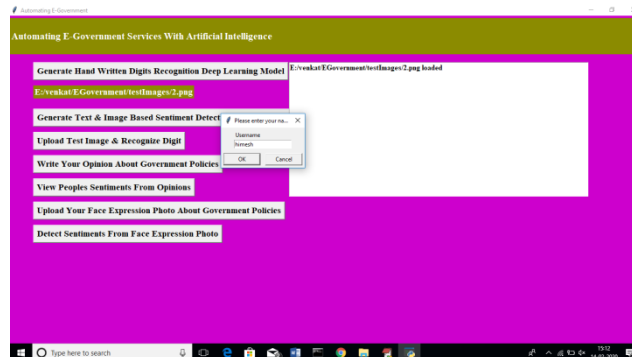 Automating E-Government
Automating E-Government Services With Artificial Intelligence
Generate Hand Written Digits Recognition Deep Learning Model
E:/venkat/EGovernment/testImages/2.png loaded
E:/venkat/EGovernment/testImages/2.png
Generate Text & Image Based Sentiment Detect
Please enter your na...
Username
himesh
OK Cancel
Upload Test Image & Recognize Digit
Write Your Opinion About Government Policies
View Peoples Sentiments From Opinions
Upload Your Face Expression Photo About Government Policies
Detect Sentiments From Face Expression Photo
Type here to search
15:12